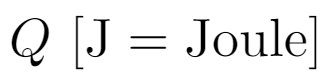 Q [J = Joule]